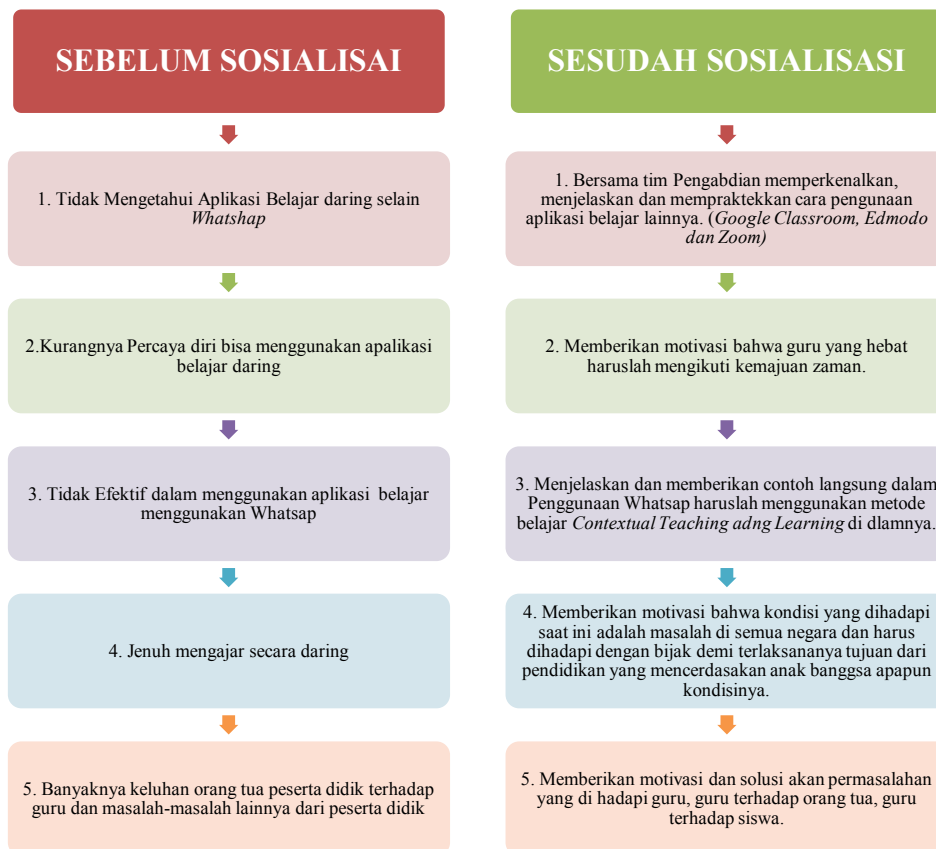 SEBELUM SOSIALISAI
1. Tidak Mengetahui Aplikasi Belajar daring selain
Whatshap
2.Kurangnya Percaya diri bisa menggunakan apalikasi
belajar daring
3. Tidak Efektif dalam menggunakan aplikasi belajar
menggunakan Whatsap
4. Jenuh mengajar secara daring
5. Banyaknya keluhan orang tua peserta didik terhadap
guru dan masalah-masalah lainnya dari peserta didik
SESUDAH SOSIALISASI
1. Bersama tim Pengabdian memperkenalkan,
menjelaskan dan mempraktekkan cara pengunaan
aplikasi belajar lainnya. (Google Classroom, Edmodo
dan Zoom)
2. Memberikan motivasi bahwa guru yang hebat
haruslah mengikuti kemajuan zaman.
3. Menjelaskan dan memberikan contoh langsung dalam
Penggunaan Whatsap haruslah menggunakan metode
belajar Contextual Teaching adng Learning di dlamnya.
4. Memberikan motivasi bahwa kondisi yang dihadapi
saat ini adalah masalah di semua negara dan harus
dihadapi dengan bijak demi terlaksananya tujuan dari
pendidikan yang mencerdasakan anak banggsa apapun
kondisinya.
5. Memberikan motivasi dan solusi akan permasalahan
yang di hadapi guru, guru terhadap orang tua, guru
terhadap siswa.